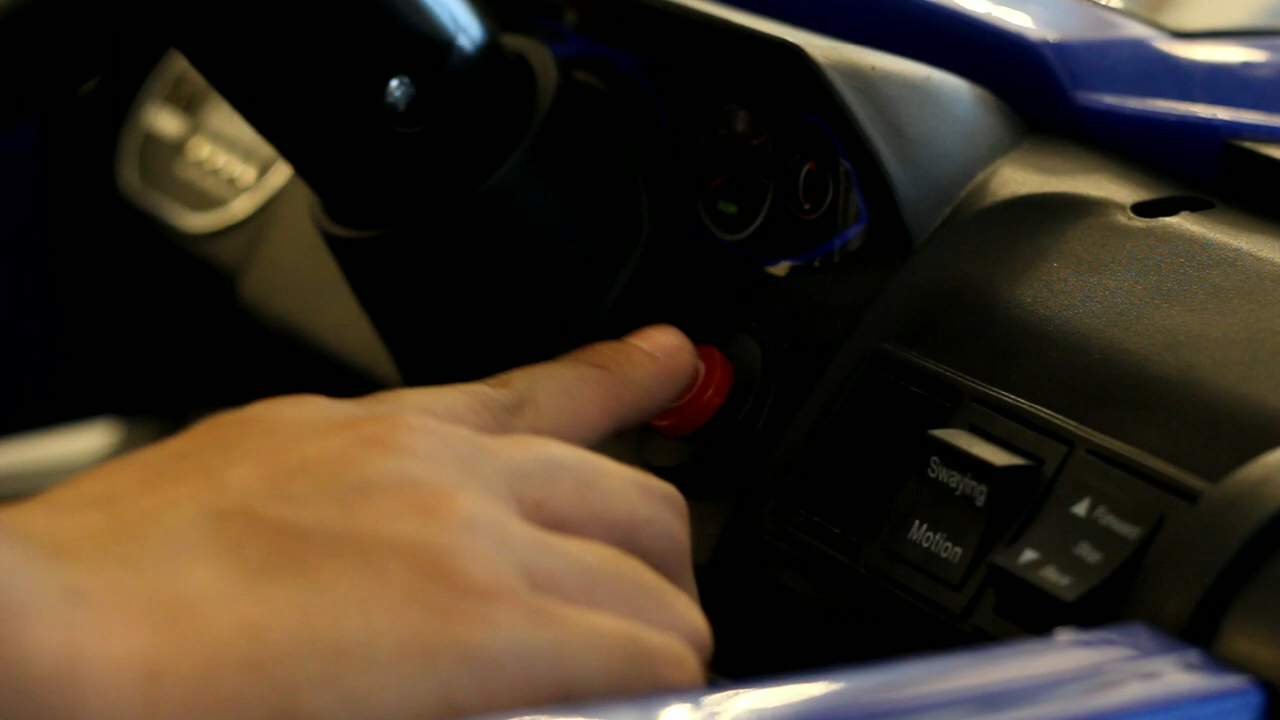 Swaying
Motion
▲ Forward
Stop
▼ Back